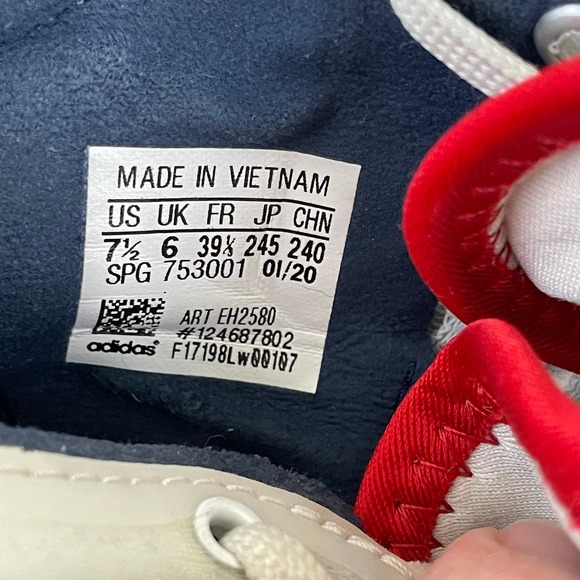 MADE IN VIETNAM
US UK FR JP CHN
7½ 6 39⅓ 245 240
SPG 753001 01/20
ART EH2580
#124687802
adidas® F17198LW00107